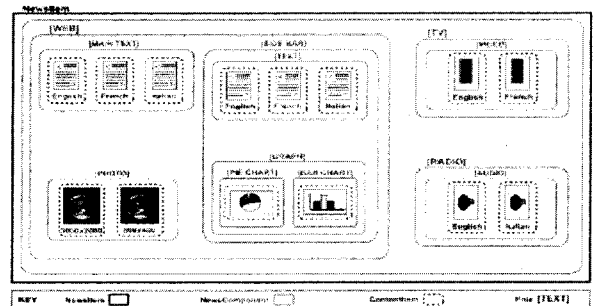 NewsItem
[WEB]
[MAIN TEXT]
English French Italian
[SIDE BAR]
[TEXT]
English French Italian
[PHOTO]
[GRAPH]
[PIE CHART] [BAR CHART]
[TV]
English French
[RADIO]
[AUDIO]
English Italian
KEY NewsItem NewsComponent ContentItem Role [TEXT]